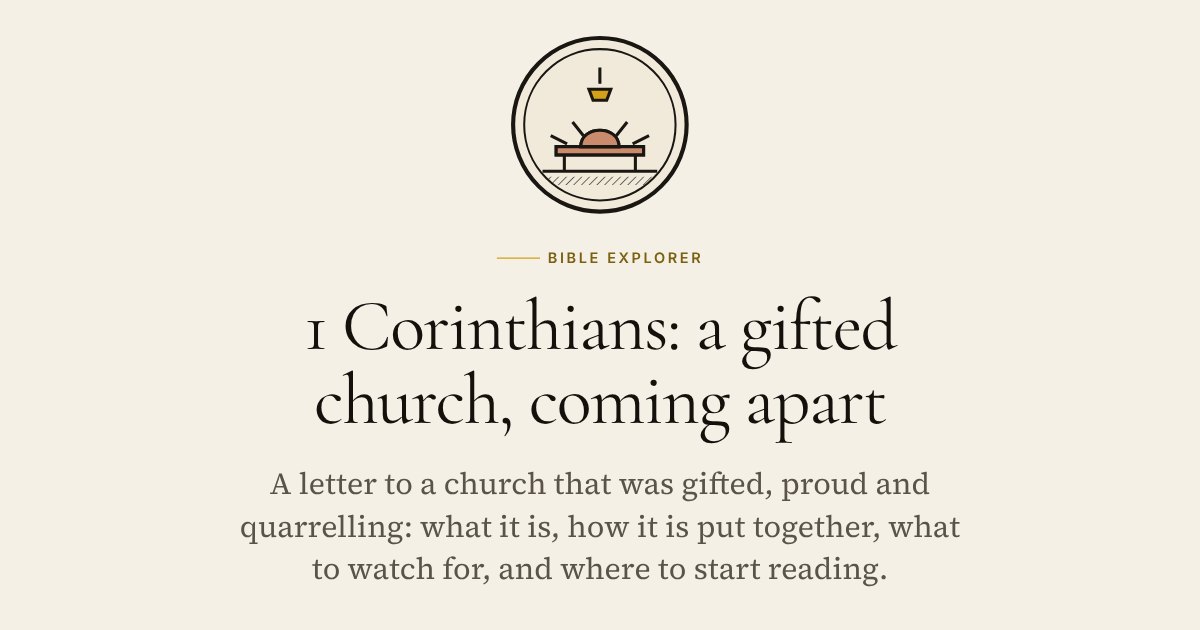 BIBLE EXPLORER
1 Corinthians: a gifted
church, coming apart
A letter to a church that was gifted, proud and
quarrelling: what it is, how it is put together, what
to watch for, and where to start reading.